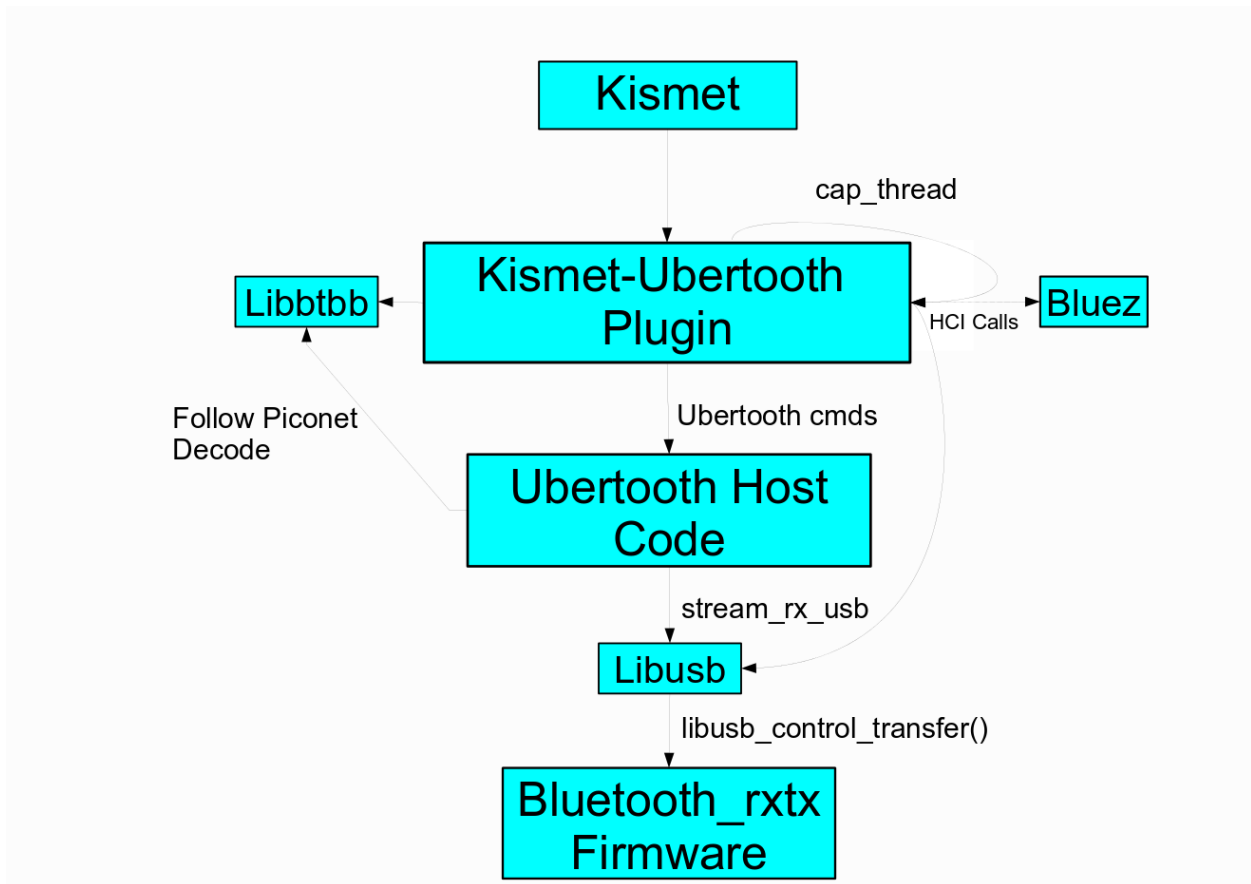 Kismet
cap_thread
Kismet-Ubertooth
Plugin
Libbtbb
Bluez
HCI Calls
Follow Piconet
Decode
Ubertooth cmds
Ubertooth Host
Code
stream_rx_usb
Libusb
libusb_control_transfer()
Bluetooth_rxtx
Firmware